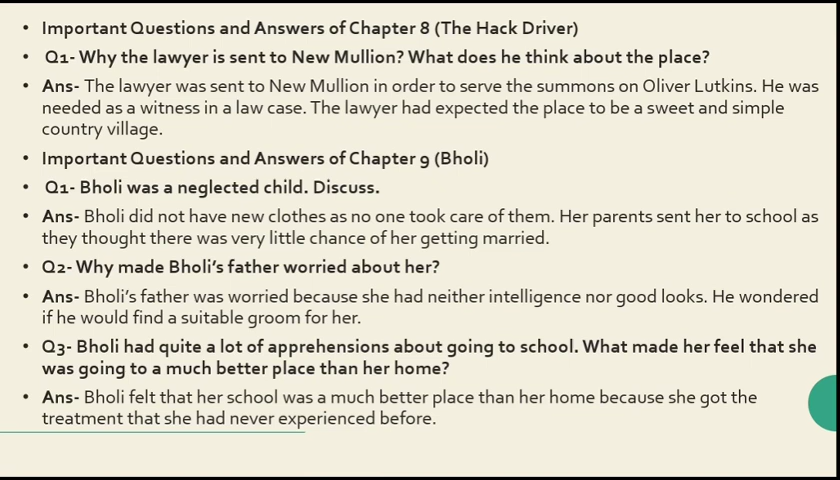 • Important Questions and Answers of Chapter 8 (The Hack Driver)
• Q1- Why the lawyer is sent to New Mullion? What does he think about the place?
• Ans- The lawyer was sent to New Mullion in order to serve the summons on Oliver Lutkins. He was
needed as a witness in a law case. The lawyer had expected the place to be a sweet and simple
country village.
• Important Questions and Answers of Chapter 9 (Bholi)
• Q1- Bholi was a neglected child. Discuss.
• Ans- Bholi did not have new clothes as no one took care of them. Her parents sent her to school as
they thought there was very little chance of her getting married.
• Q2- Why made Bholi's father worried about her?
• Ans- Bholi's father was worried because she had neither intelligence nor good looks. He wondered
if he would find a suitable groom for her.
• Q3- Bholi had quite a lot of apprehensions about going to school. What made her feel that she
was going to a much better place than her home?
• Ans- Bholi felt that her school was a much better place than her home because she got the
treatment that she had never experienced before.